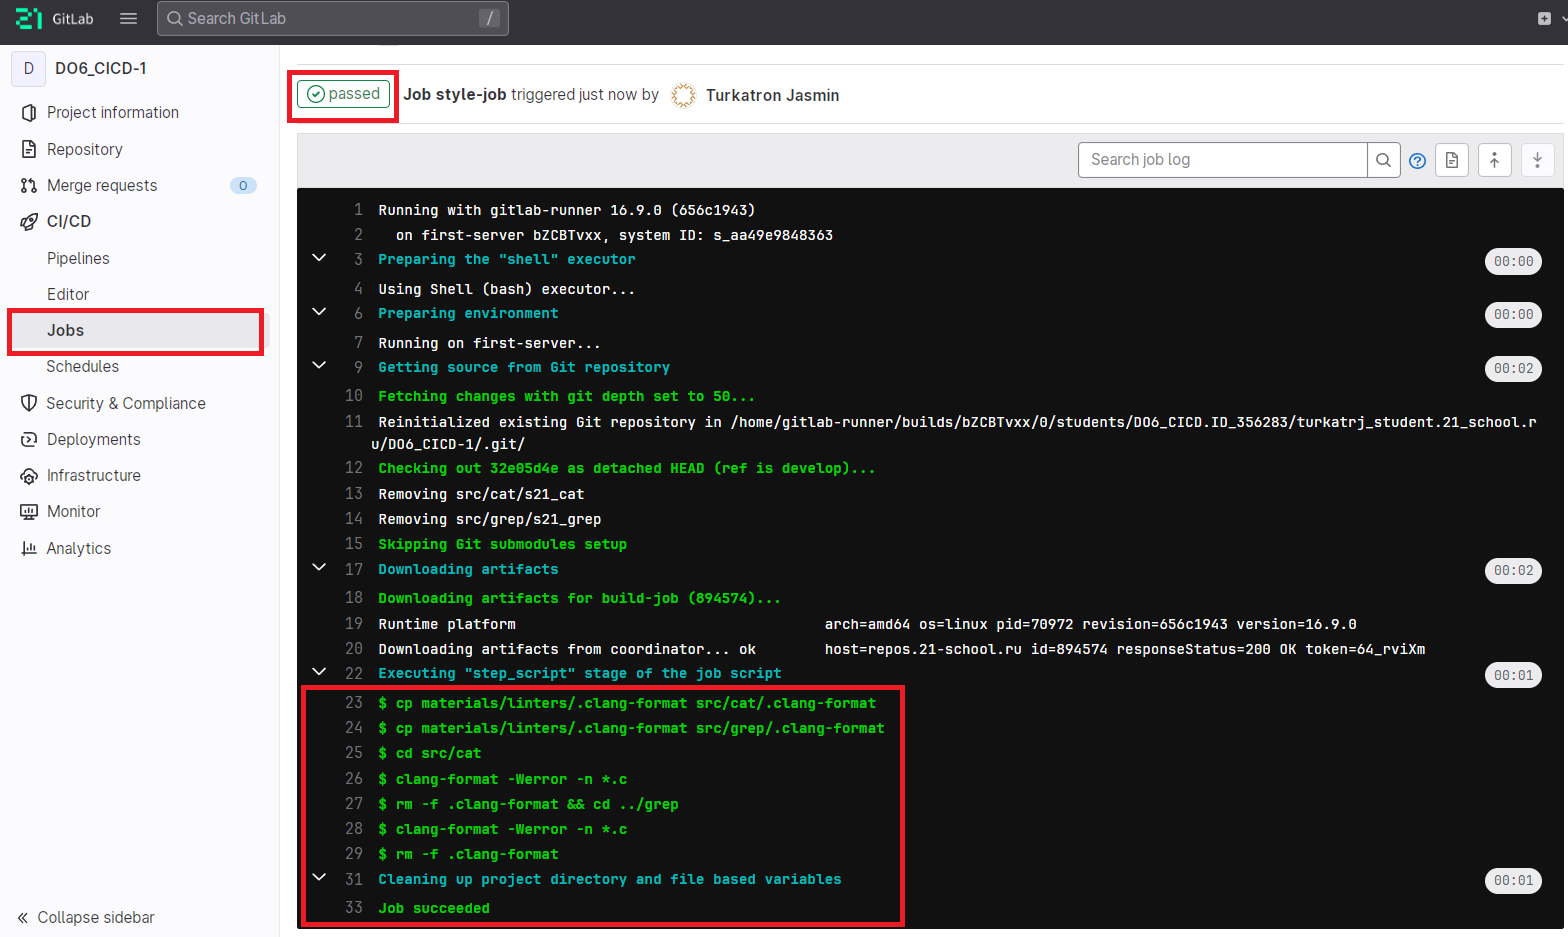 GitLab
Search GitLab
/
D
DO6_CICD-1
Project information
Repository
Merge requests
0
CI/CD
Pipelines
Editor
Jobs
Schedules
Security & Compliance
Deployments
Infrastructure
Monitor
Analytics
Collapse sidebar
passed Job style-job triggered just now by Turkatron Jasmin
Search job log
1 Running with gitlab-runner 16.9.0 (656c1943)
2 on first-server bZCBTvxx, system ID: s_aa49e9848363
3 Preparing the "shell" executor 00:00
4 Using Shell (bash) executor...
6 Preparing environment 00:00
7 Running on first-server...
9 Getting source from Git repository 00:02
10 Fetching changes with git depth set to 50...
11 Reinitialized existing Git repository in /home/gitlab-runner/builds/bZCBTvxx/0/students/DO6_CICD.ID_356283/turkatrj_student.21_school.r
u/DO6_CICD-1/.git/
12 Checking out 32e05d4e as detached HEAD (ref is develop)...
13 Removing src/cat/s21_cat
14 Removing src/grep/s21_grep
15 Skipping Git submodules setup
17 Downloading artifacts 00:02
18 Downloading artifacts for build-job (894574)...
19 Runtime platform arch=amd64 os=linux pid=70972 revision=656c1943 version=16.9.0
20 Downloading artifacts from coordinator... ok host=repos.21-school.ru id=894574 responseStatus=200 OK token=64_rviXm
22 Executing "step_script" stage of the job script 00:01
23 $ cp materials/linters/.clang-format src/cat/.clang-format
24 $ cp materials/linters/.clang-format src/grep/.clang-format
25 $ cd src/cat
26 $ clang-format -Werror -n *.c
27 $ rm -f .clang-format && cd ../grep
28 $ clang-format -Werror -n *.c
29 $ rm -f .clang-format
31 Cleaning up project directory and file based variables 00:01
33 Job succeeded